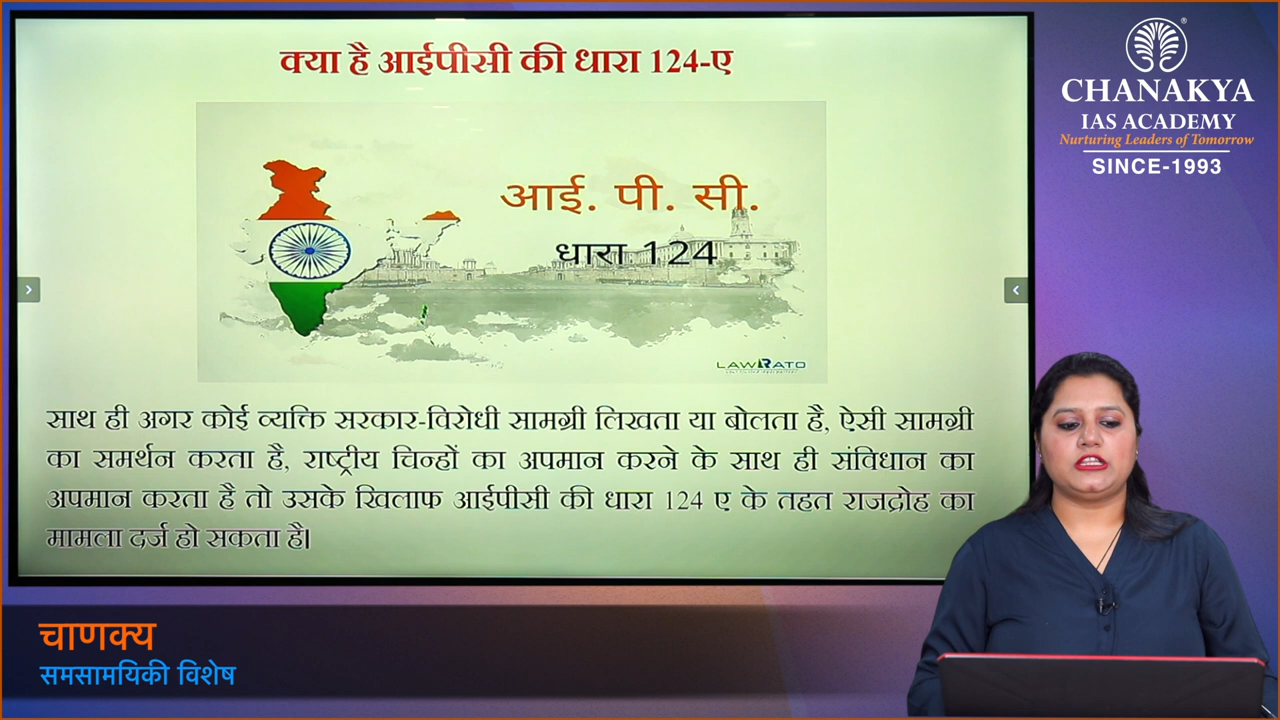 क्या है आईपीसी की धारा 124-ए
आई. पी. सी.
धारा 124
LAWRATO
साथ ही अगर कोई व्यक्ति सरकार-विरोधी सामग्री लिखता या बोलता है, ऐसी सामग्री
का समर्थन करता है, राष्ट्रीय चिन्हों का अपमान करने के साथ ही संविधान का
अपमान करता है तो उसके खिलाफ आईपीसी की धारा 124 ए के तहत राजद्रोह का
मामला दर्ज हो सकता है।
CHANAKYA
IAS ACADEMY
Nurturing Leaders of Tomorrow
SINCE-1993
चाणक्य
समसामयिकी विशेष